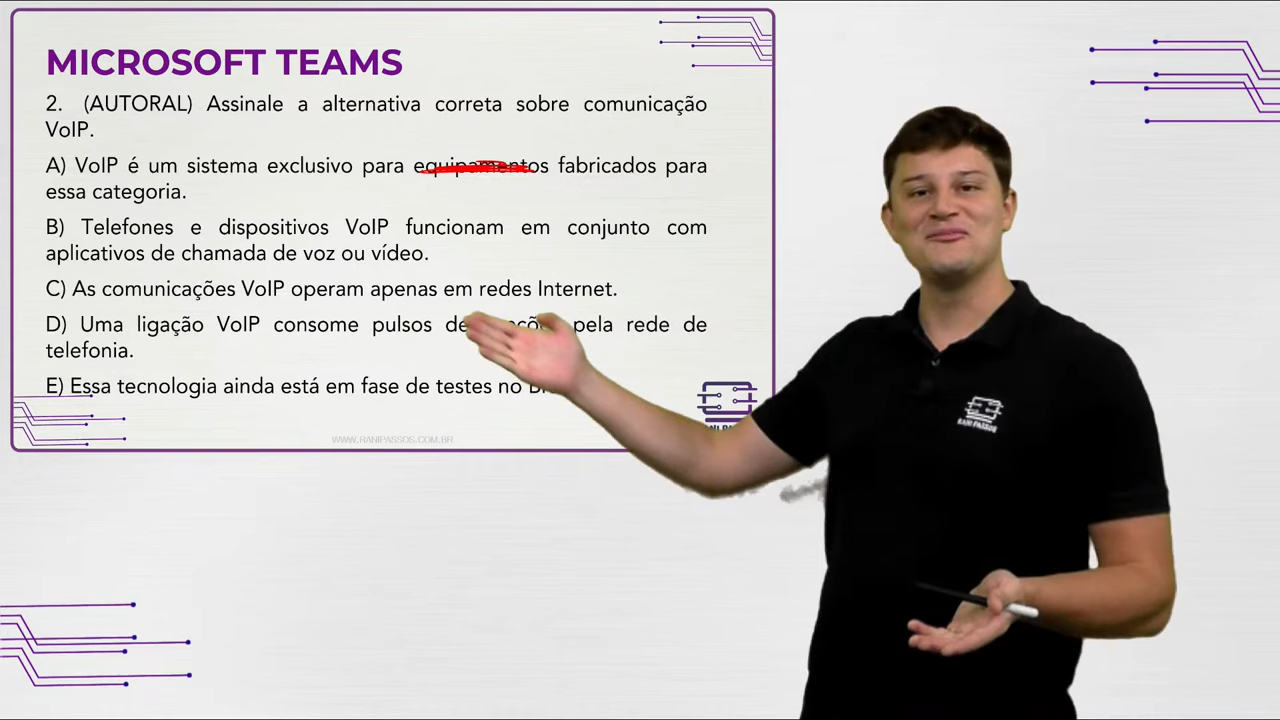 MICROSOFT TEAMS
2. (AUTORAL) Assinale a alternativa correta sobre comunicação
VoIP.
A) VoIP é um sistema exclusivo para equipamentos fabricados para
essa categoria.
B) Telefones e dispositivos VoIP funcionam em conjunto com
aplicativos de chamada de voz ou vídeo.
C) As comunicações VoIP operam apenas em redes Internet.
D) Uma ligação VoIP consome pulsos pela rede de
telefonia.
E) Essa tecnologia ainda está em fase de testes no
WWW.RANIPASSOS.COM.BR
RANI PASSOS